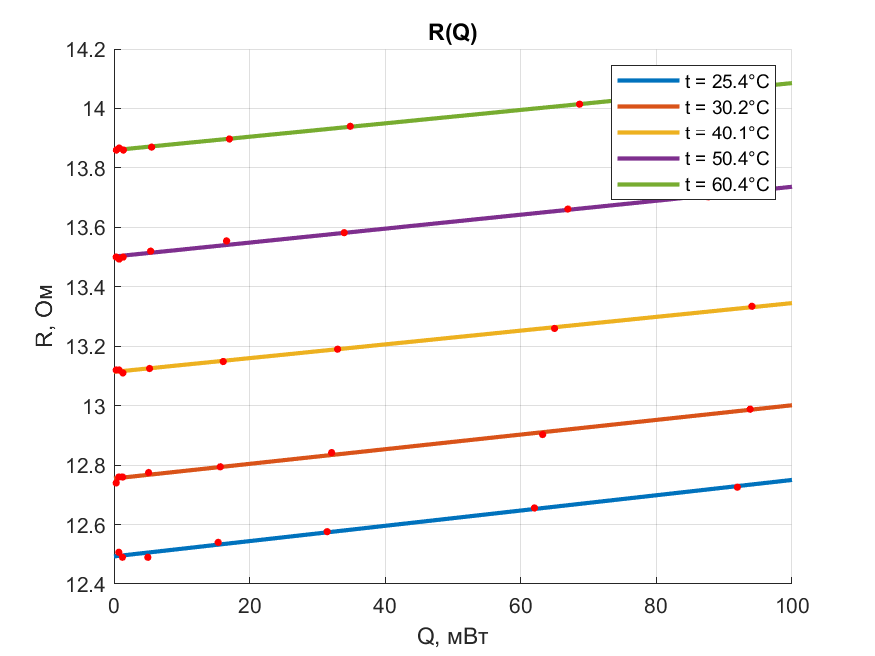 R(Q)
14.2
14
13.8
13.6
13.4
13.2
13
12.8
12.6
12.4
R, Ом
t = 25.4°C
t = 30.2°C
t = 40.1°C
t = 50.4°C
t = 60.4°C
0 20 40 60 80 100
Q, мВт